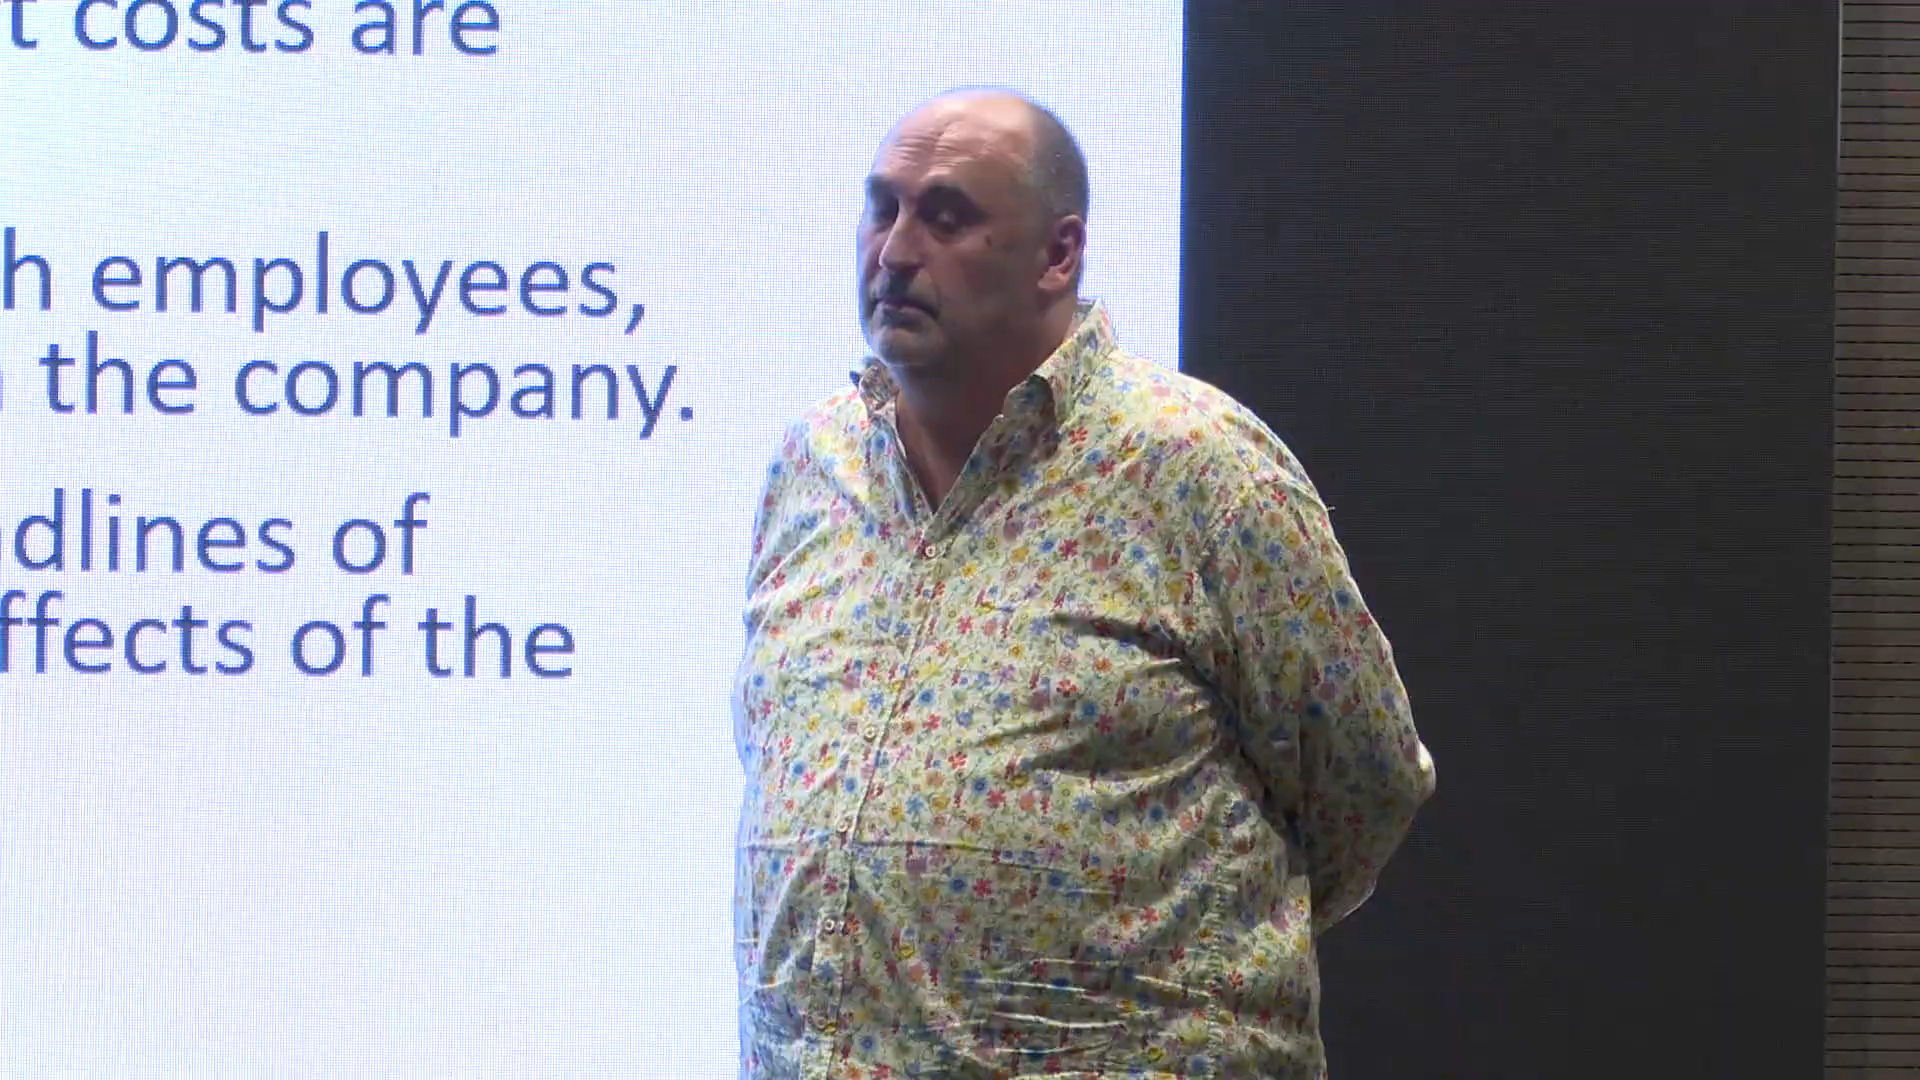 t costs are
h employees,
the company.
dlines of
ffects of the